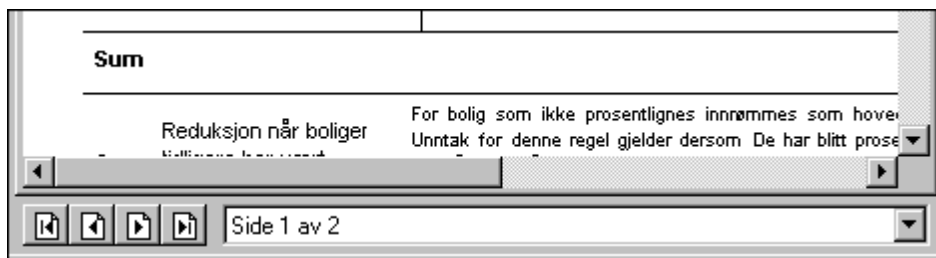 Sum
Reduksjon når boliger
For bolig som ikke prosentlignes innrømmes som hove
Unntak for denne regel gjelder dersom De har blitt prose
Side 1 av 2